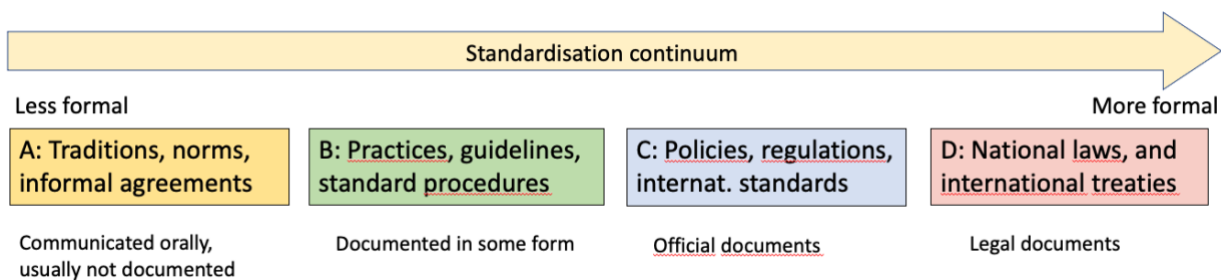 Standardisation continuum
Less formal
More formal
A: Traditions, norms,
informal agreements
B: Practices, guidelines,
standard procedures
C: Policies, regulations,
internat. standards
D: National laws, and
international treaties
Communicated orally,
usually not documented
Documented in some form
Official documents
Legal documents